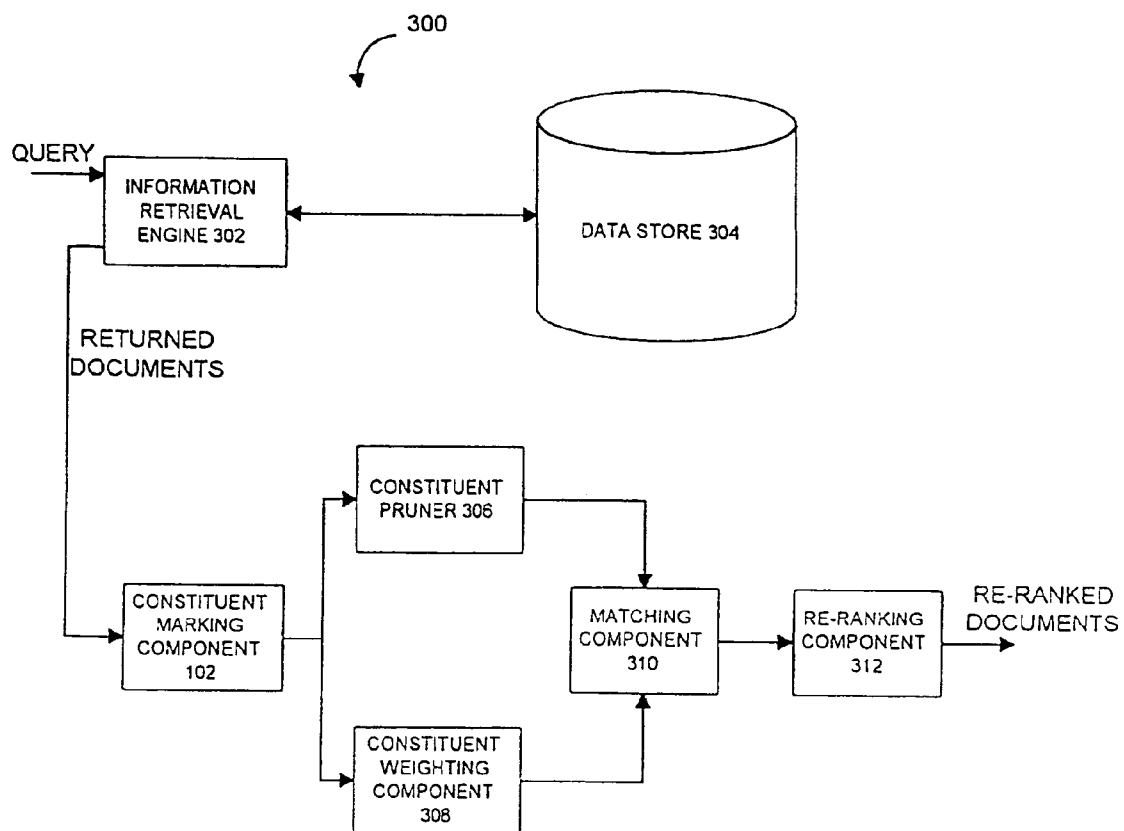 300
QUERY
INFORMATION
RETRIEVAL
ENGINE 302
DATA STORE 304
RETURNED
DOCUMENTS
CONSTITUENT
PRUNER 306
CONSTITUENT
MARKING
COMPONENT
102
MATCHING
COMPONENT
310
RE-RANKING
COMPONENT
312
RE-RANKED
DOCUMENTS
CONSTITUENT
WEIGHTING
COMPONENT
308